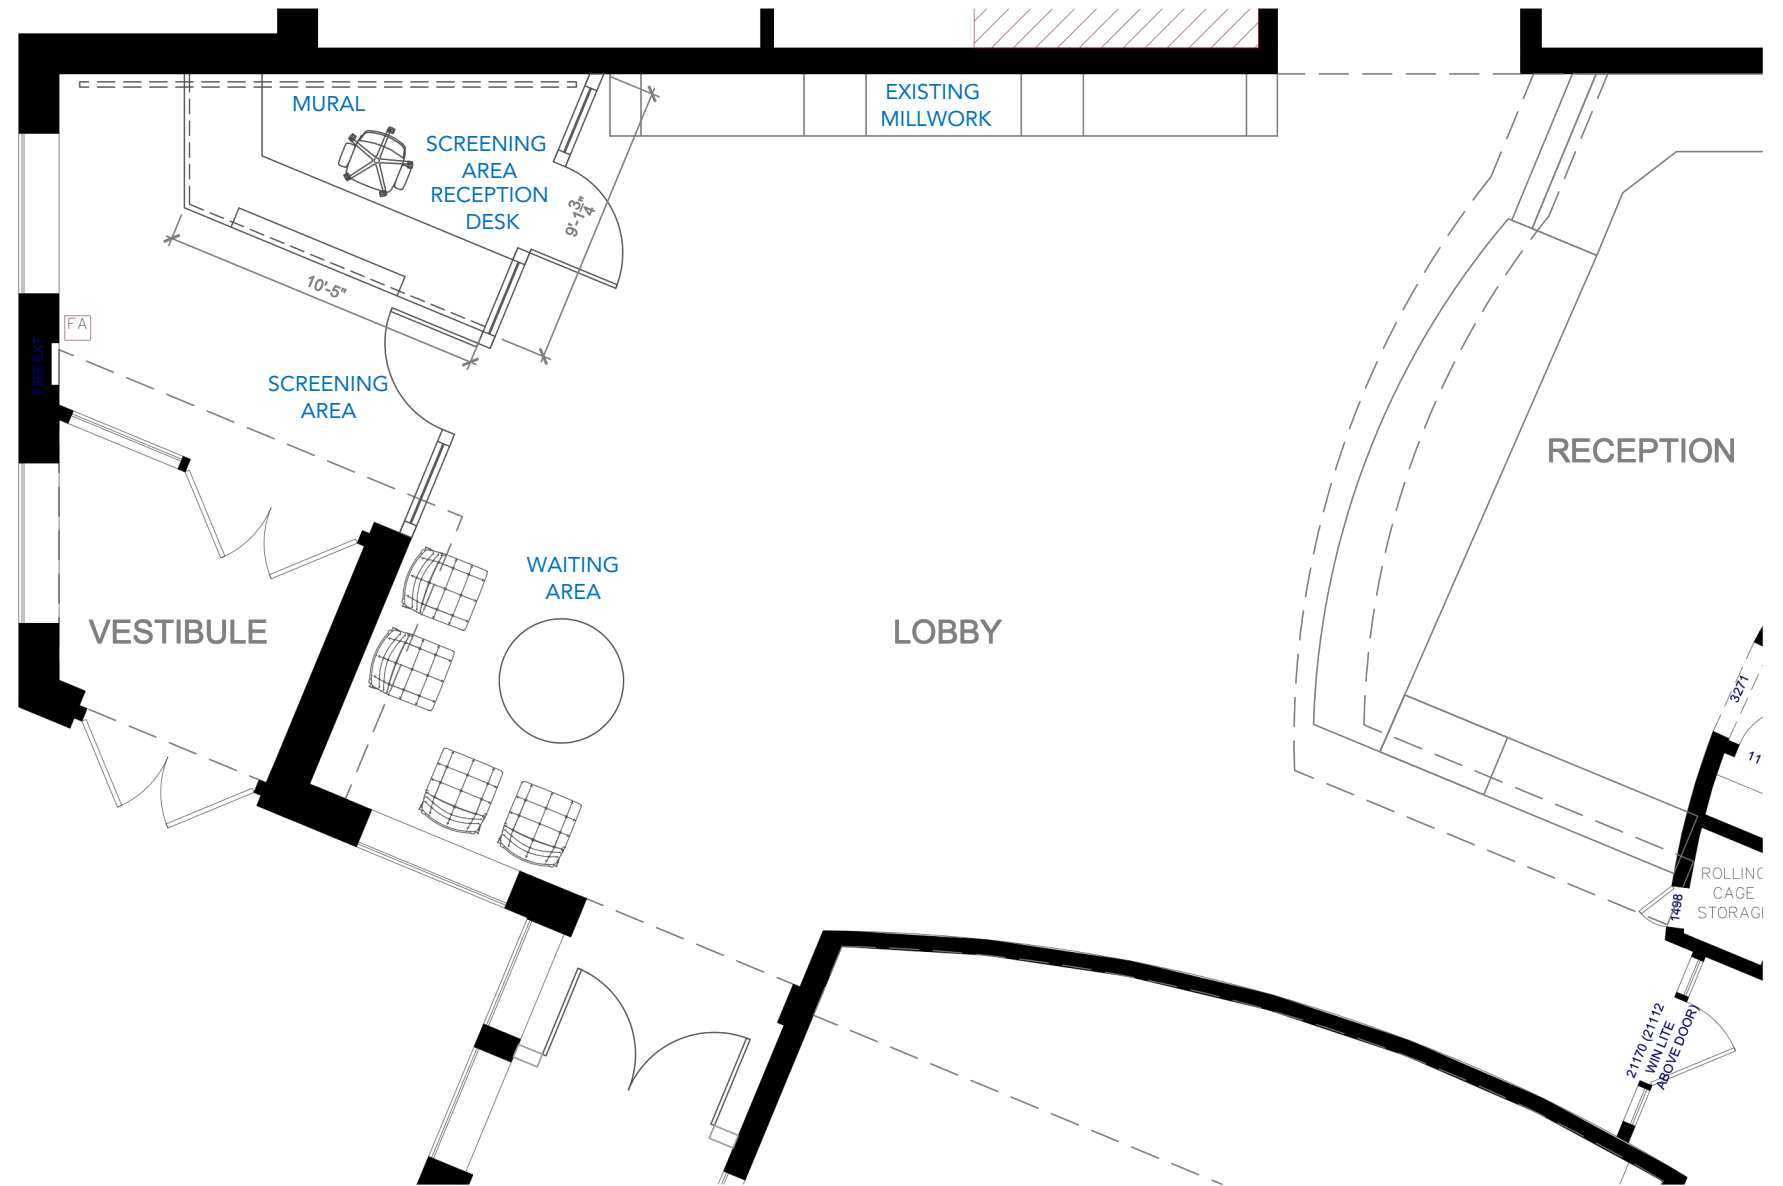 MURAL
EXISTING
MILLWORK
SCREENING
AREA
RECEPTION
DESK
9'-1 3/4"
10'-5"
FA
FIRE EXT.
SCREENING
AREA
RECEPTION
WAITING
AREA
VESTIBULE
LOBBY
3271
11
ROLLING
CAGE
STORAG
1498
21170 (21112
WIN LITE
ABOVE DOOR)